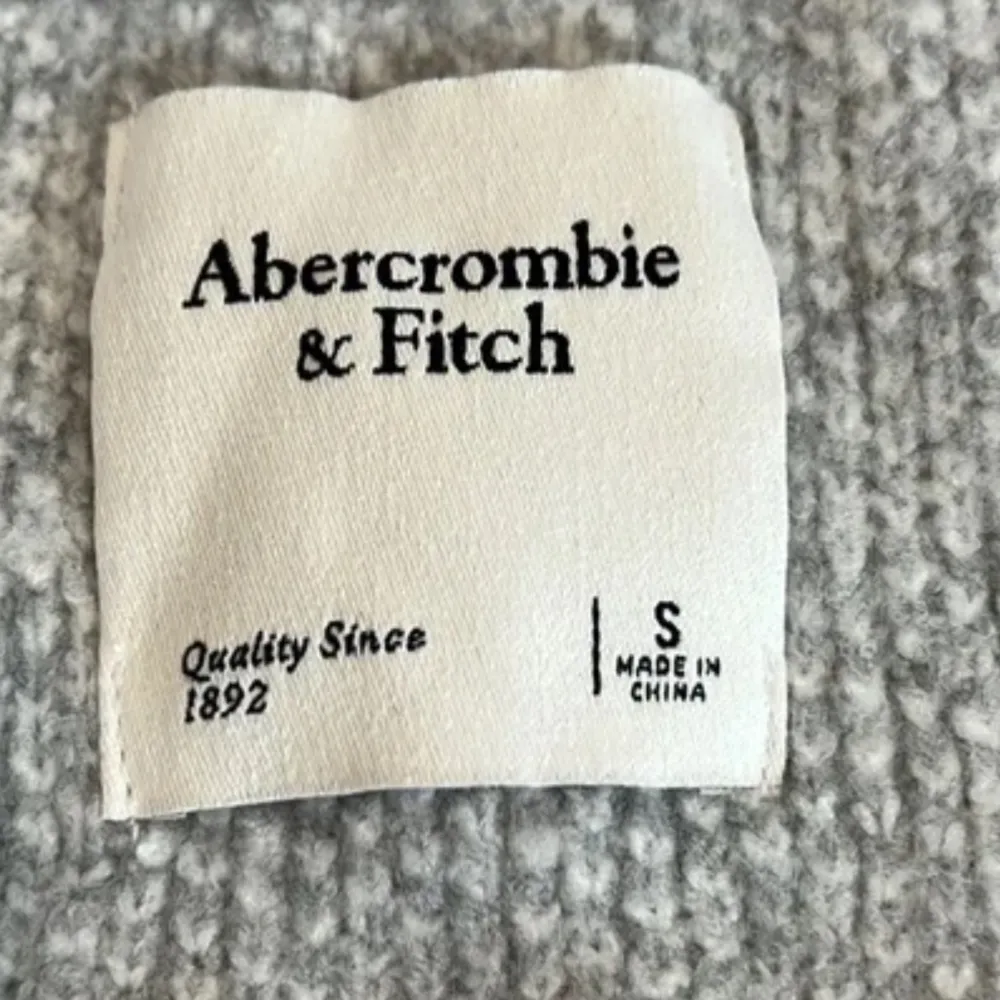 Abercrombie
& Fitch
Quality Since
1892
S
MADE IN
CHINA